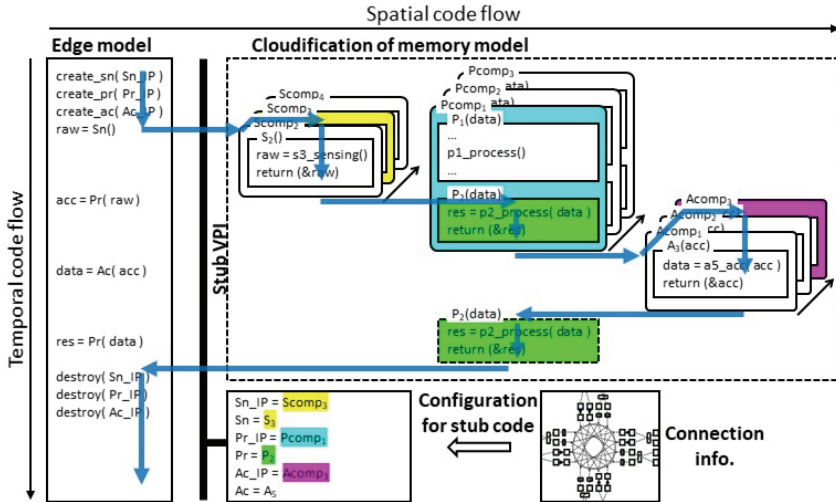 Spatial code flow
Temporal code flow
Edge model
create_sn( Sn_IP )
create_pr( Pr_IP )
create_ac( Ac_IP )
raw = Sn()
acc = Pr( raw )
data = Ac( acc )
res = Pr( data )
destroy( Sn_IP )
destroy( Pr_IP )
destroy( Ac_IP )
Stub VPI
Cloudification of memory model
Scomp4
Scomp3
Scomp2
S2()
raw = s3_sensing()
return (&raw)
Pcomp3
Pcomp2
Pcomp1
P1(data)
...
p1_process()
...
P2(data)
res = p2_process( data )
return (&res)
Acomp3
Acomp2
Acomp1
A3(acc)
data = a5_acc( acc )
return (&acc)
P2(data)
res = p2_process( data )
return (&res)
Sn_IP = Scomp3
Sn = S3
Pr_IP = Pcomp1
Pr = P2
Ac_IP = Acomp3
Ac = A5
Configuration
for stub code
Connection
info.